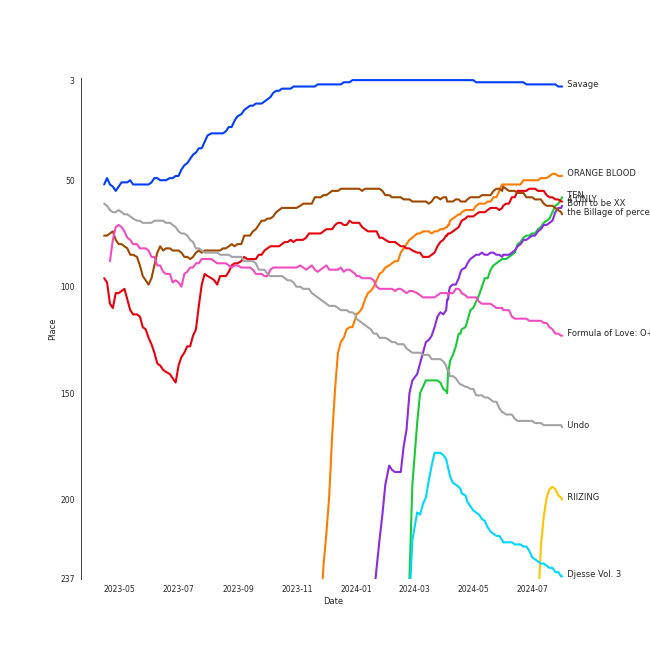 3
Savage
ORANGE BLOOD
50
TEN
Born to be XX
the Billage of perce
100
Place
Formula of Love: O+
150
Undo
200
RIIZING
237
Djesse Vol. 3
2023-05
2023-07
2023-09
2023-11
2024-01
2024-03
2024-05
2024-07
Date